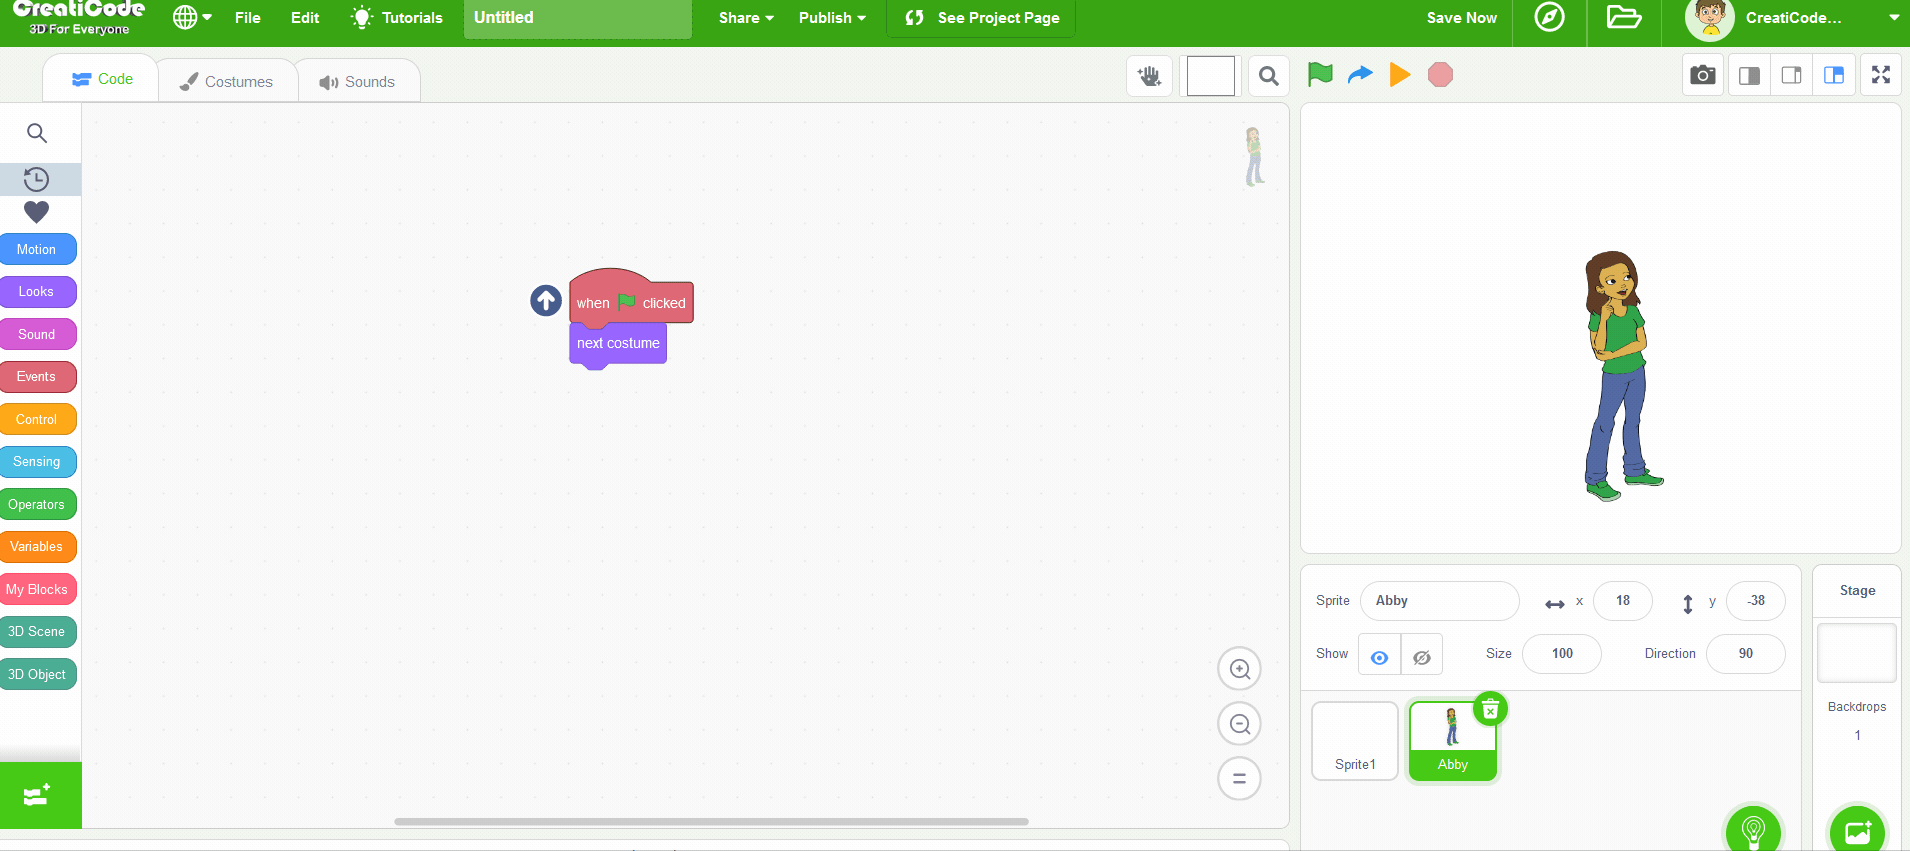 CreatiCode
3D For Everyone
File
Edit
Tutorials
Untitled
Share
Publish
See Project Page
Save Now
CreatiCode...
Code
Costumes
Sounds
Motion
Looks
Sound
Events
Control
Sensing
Operators
Variables
My Blocks
3D Scene
3D Object
when clicked
next costume
Sprite Abby x 18 y -38
Show Size 100 Direction 90
Sprite1
Abby
Stage
Backdrops
1